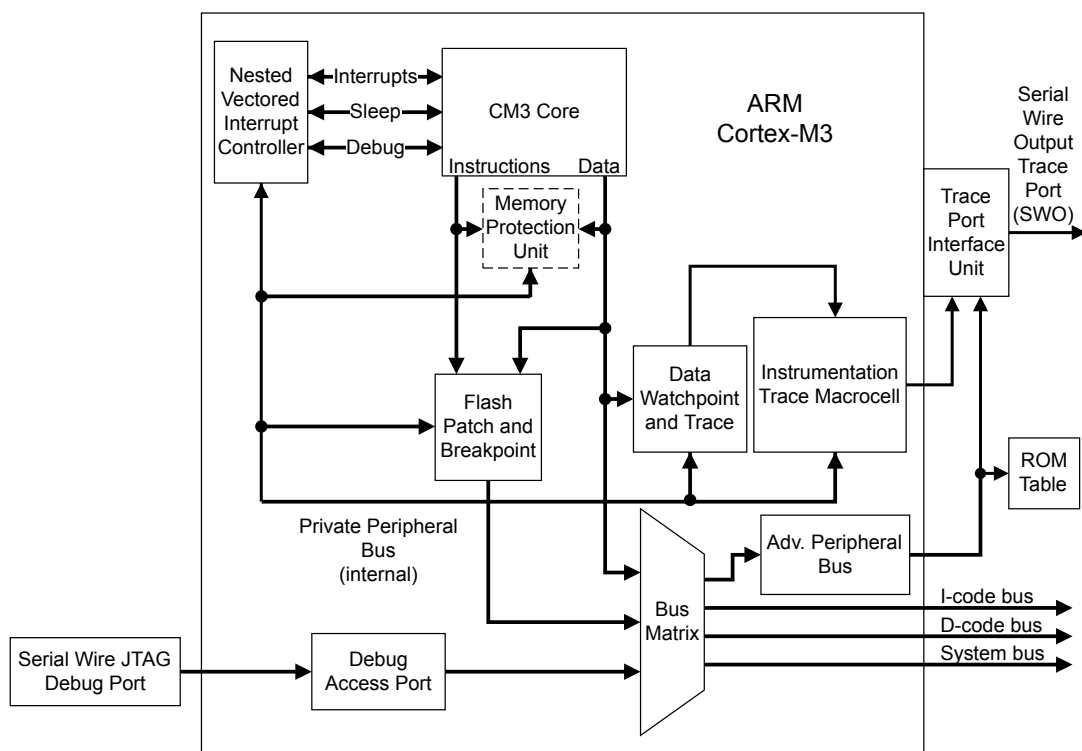 Nested
Vectored
Interrupt
Controller
Interrupts
Sleep
Debug
CM3 Core
Instructions
Data
ARM
Cortex-M3
Serial
Wire
Output
Trace
Port
(SWO)
Memory
Protection
Unit
Trace
Port
Interface
Unit
Flash
Patch and
Breakpoint
Data
Watchpoint
and Trace
Instrumentation
Trace Macrocell
ROM
Table
Private Peripheral
Bus
(internal)
Adv. Peripheral
Bus
Bus
Matrix
I-code bus
D-code bus
System bus
Serial Wire JTAG
Debug Port
Debug
Access Port